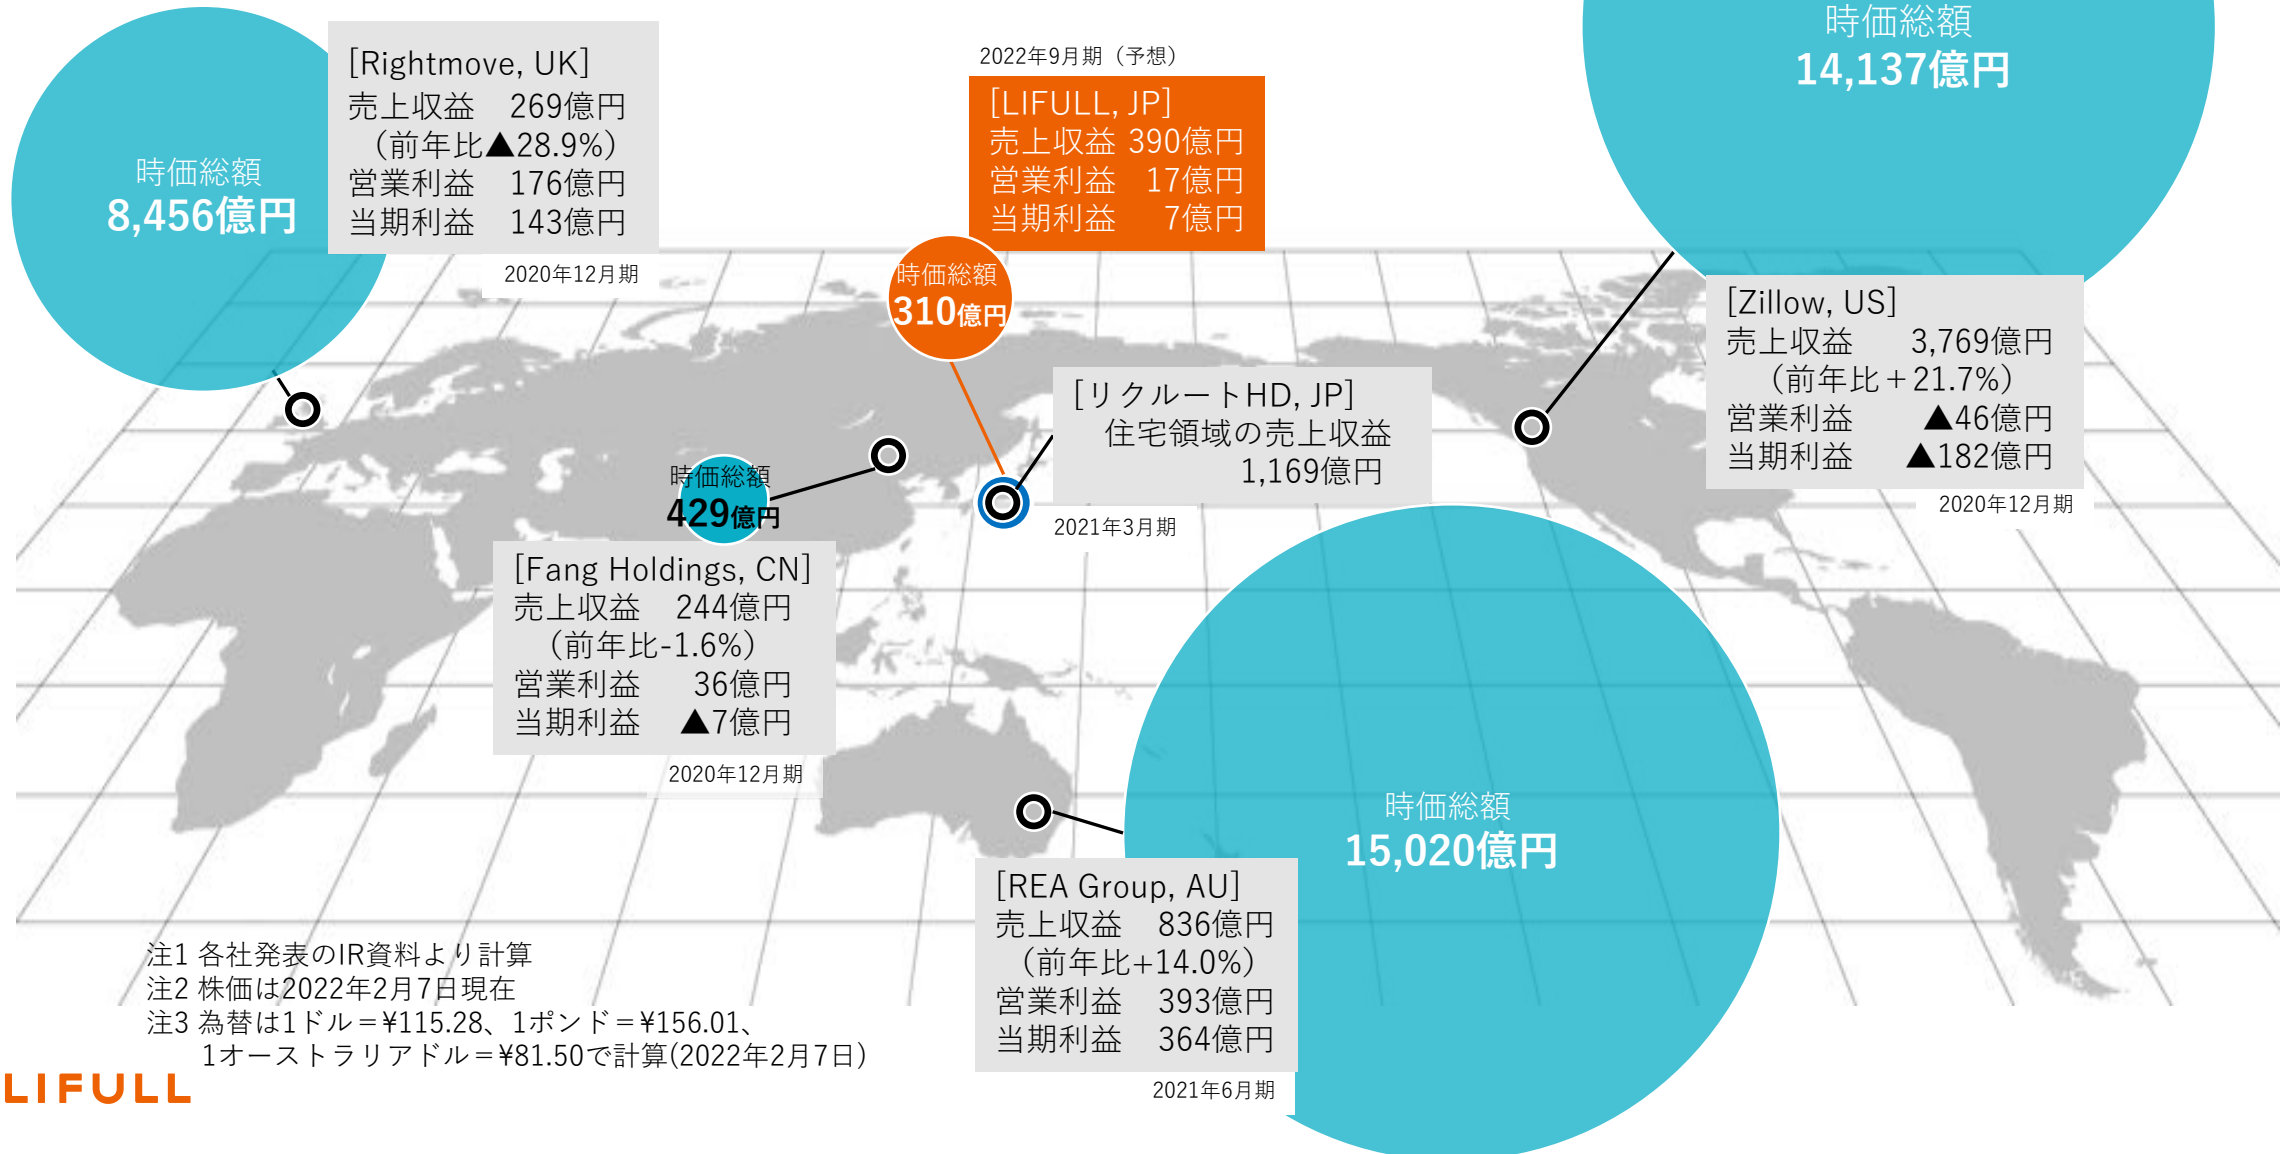 時価総額
8,456億円
[Rightmove, UK]
売上収益 269億円
(前年比▲28.9%)
営業利益 176億円
当期利益 143億円
2020年12月期
2022年9月期（予想）
[LIFULL, JP]
売上収益 390億円
営業利益 17億円
当期利益 7億円
時価総額
310億円
時価総額
14,137億円
[Zillow, US]
売上収益 3,769億円
(前年比＋21.7%)
営業利益 ▲46億円
当期利益 ▲182億円
2020年12月期
[リクルートHD, JP]
住宅領域の売上収益
1,169億円
2021年3月期
時価総額
429億円
[Fang Holdings, CN]
売上収益 244億円
(前年比-1.6%)
営業利益 36億円
当期利益 ▲7億円
2020年12月期
時価総額
15,020億円
[REA Group, AU]
売上収益 836億円
(前年比+14.0%)
営業利益 393億円
当期利益 364億円
2021年6月期
注1 各社発表のIR資料より計算
注2 株価は2022年2月7日現在
注3 為替は1ドル＝¥115.28、1ポンド＝¥156.01、
1オーストラリアドル＝¥81.50で計算(2022年2月7日)
LIFULL